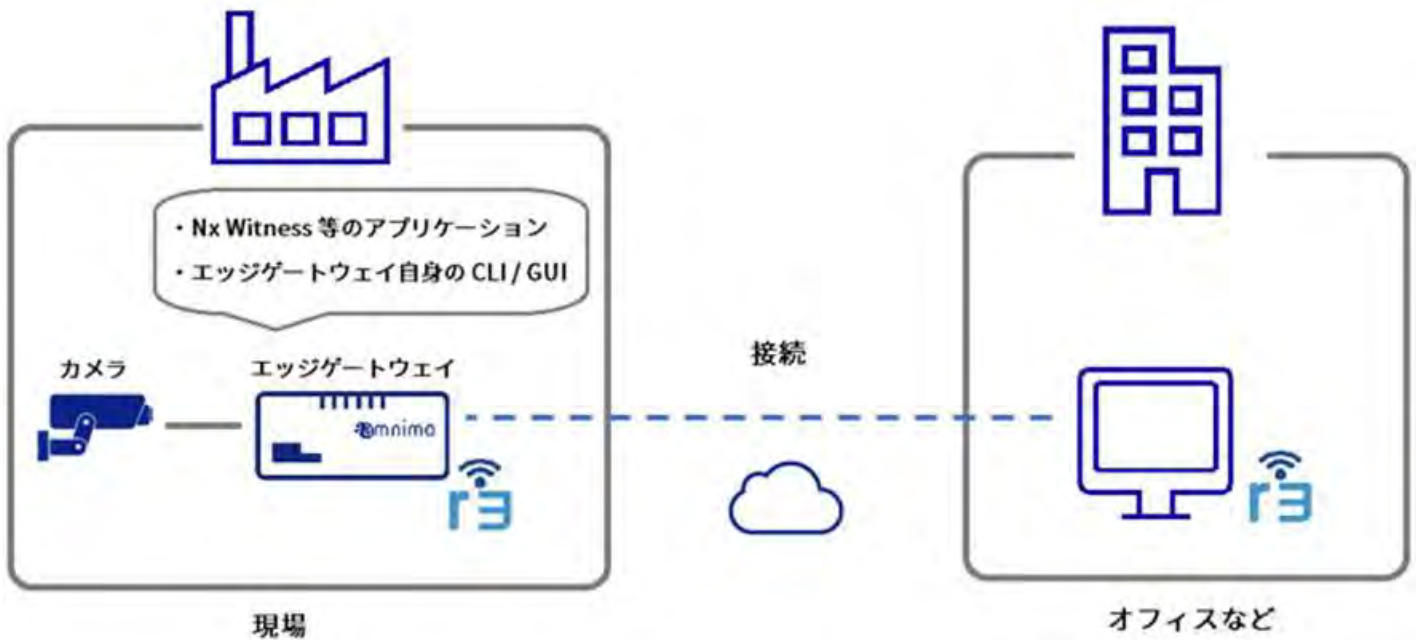 ・Nx Witness 等のアプリケーション
・エッジゲートウェイ自身の CLI / GUI
カメラ
エッジゲートウェイ
接続
amnimo
r3
r3
現場
オフィスなど